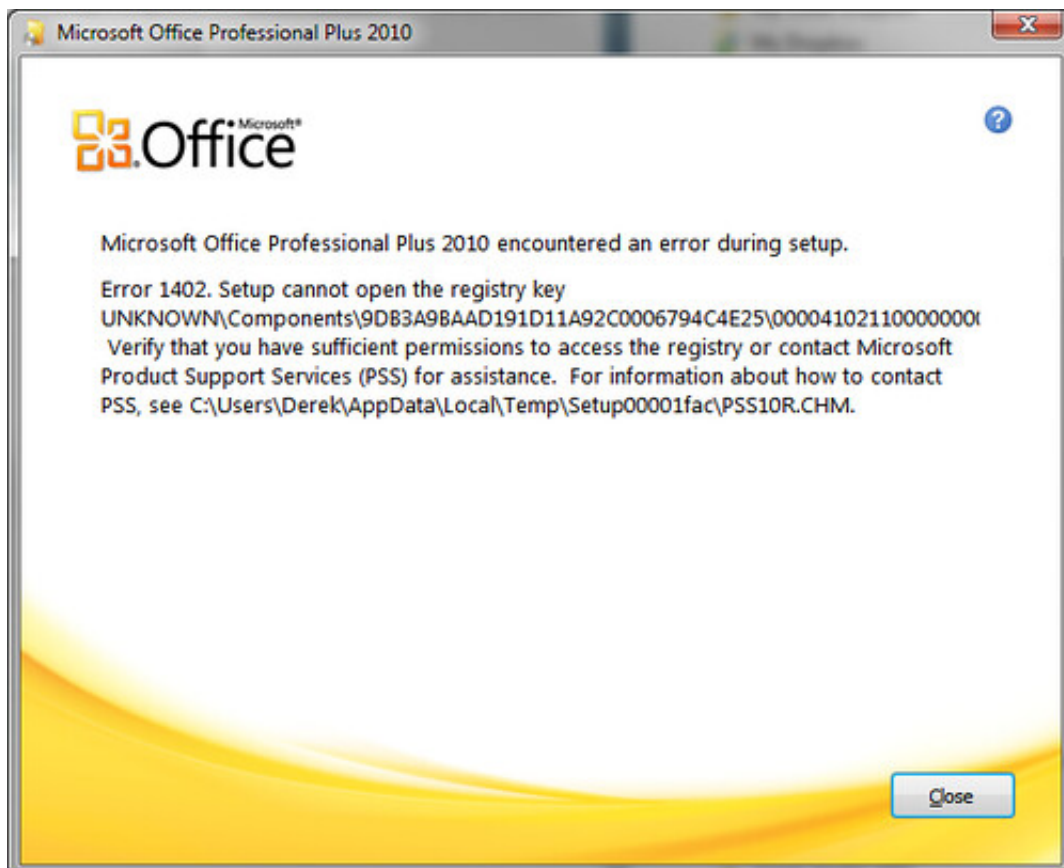 Microsoft Office Professional Plus 2010
Microsoft®
Office
Microsoft Office Professional Plus 2010 encountered an error during setup.
Error 1402. Setup cannot open the registry key
UNKNOWN\Components\9DB3A9BAAD191D11A92C0006794C4E25\000041021100000000
Verify that you have sufficient permissions to access the registry or contact Microsoft
Product Support Services (PSS) for assistance.  For information about how to contact
PSS, see C:\Users\Derek\AppData\Local\Temp\Setup00001fac\PSS10R.CHM.
Close